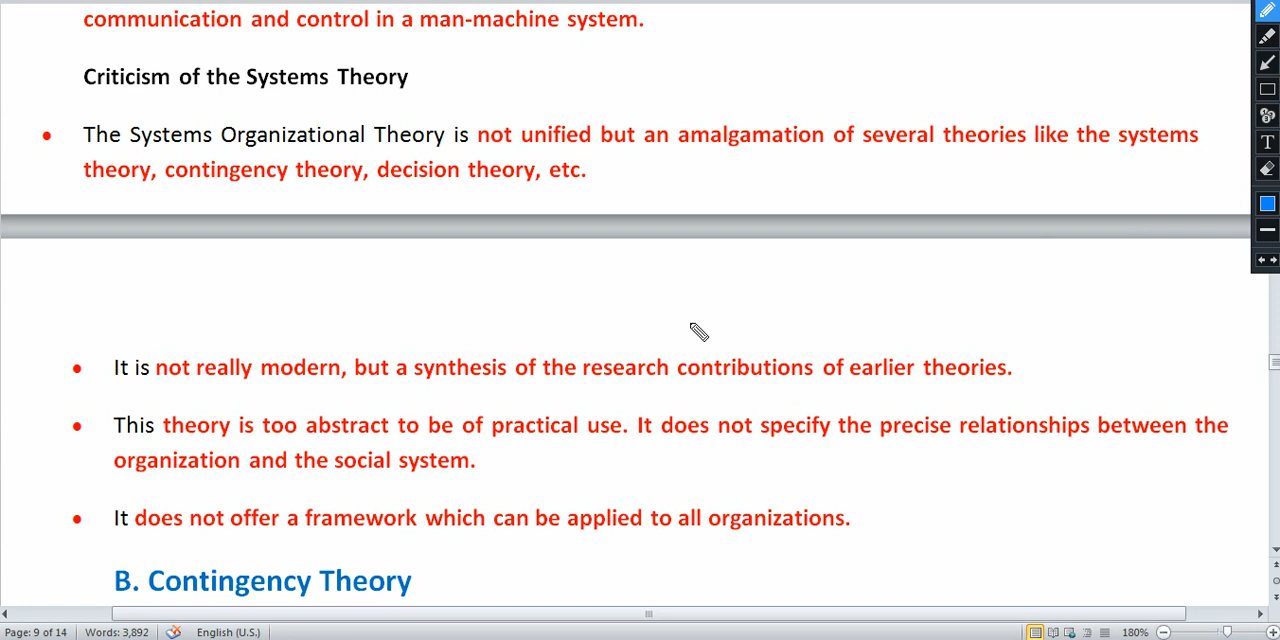 communication and control in a man-machine system.
Criticism of the Systems Theory
The Systems Organizational Theory is not unified but an amalgamation of several theories like the systems
theory, contingency theory, decision theory, etc.
It is not really modern, but a synthesis of the research contributions of earlier theories.
This theory is too abstract to be of practical use. It does not specify the precise relationships between the
organization and the social system.
It does not offer a framework which can be applied to all organizations.
B. Contingency Theory
T
Page: 9 of 14 Words: 3,892 English (U.S.) 180%